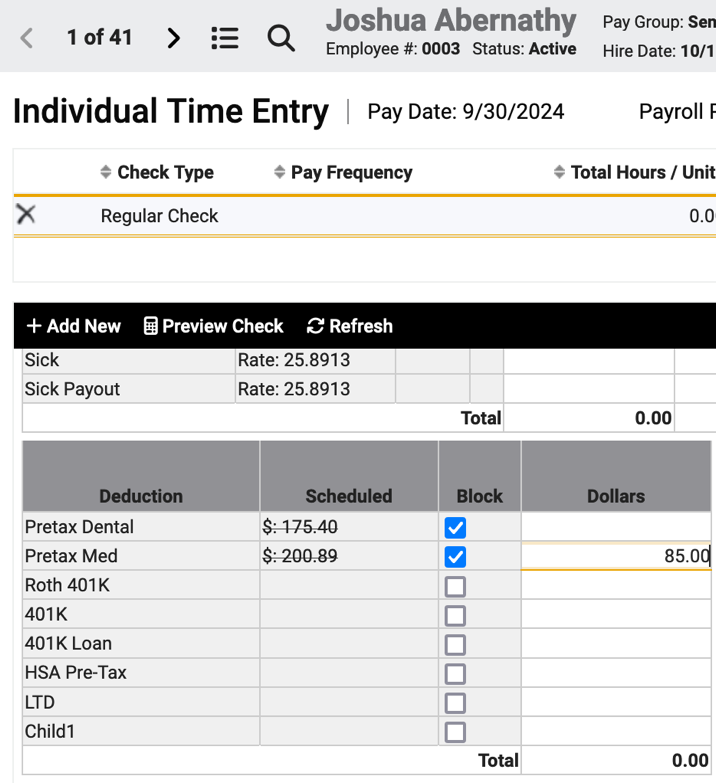 1 of 41
Joshua Abernathy
Employee #: 0003 Status: Active
Pay Group: Sen
Hire Date: 10/1
Individual Time Entry
Pay Date: 9/30/2024
Payroll
Check Type Pay Frequency Total Hours / Unit
Regular Check 0.0
+ Add New Preview Check Refresh
Sick Rate: 25.8913
Sick Payout Rate: 25.8913
Total 0.00
Deduction Scheduled Block Dollars
Pretax Dental $: 175.40
Pretax Med $: 200.89 85.00
Roth 401K
401K
401K Loan
HSA Pre-Tax
LTD
Child1
Total 0.00